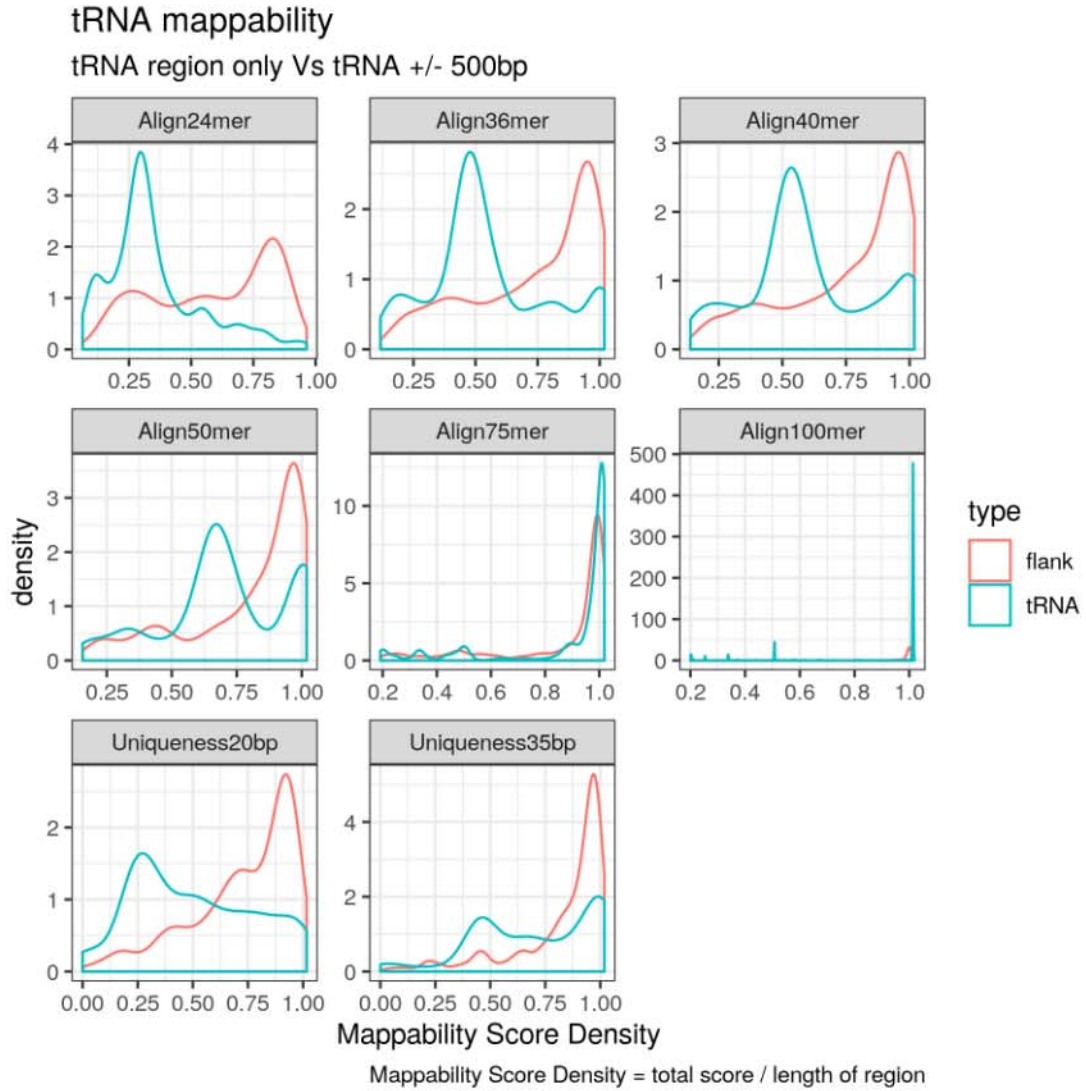 tRNA mappability
tRNA region only Vs tRNA +/- 500bp
Align24mer
Align36mer
Align40mer
4
3
2
1
0
0.25 0.50 0.75 1.00
2
1
0
0.25 0.50 0.75 1.00
3
2
1
0
0.25 0.50 0.75 1.00
Align50mer
Align75mer
Align100mer
density
3
2
1
0
0.25 0.50 0.75 1.00
10
5
0
0.2 0.4 0.6 0.8 1.0
500
400
300
200
100
0
0.2 0.4 0.6 0.8 1.0
type
flank
tRNA
Uniqueness20bp
Uniqueness35bp
2
1
0
0.00 0.25 0.50 0.75 1.00
4
2
0
0.00 0.25 0.50 0.75 1.00
Mappability Score Density
Mappability Score Density = total score / length of region